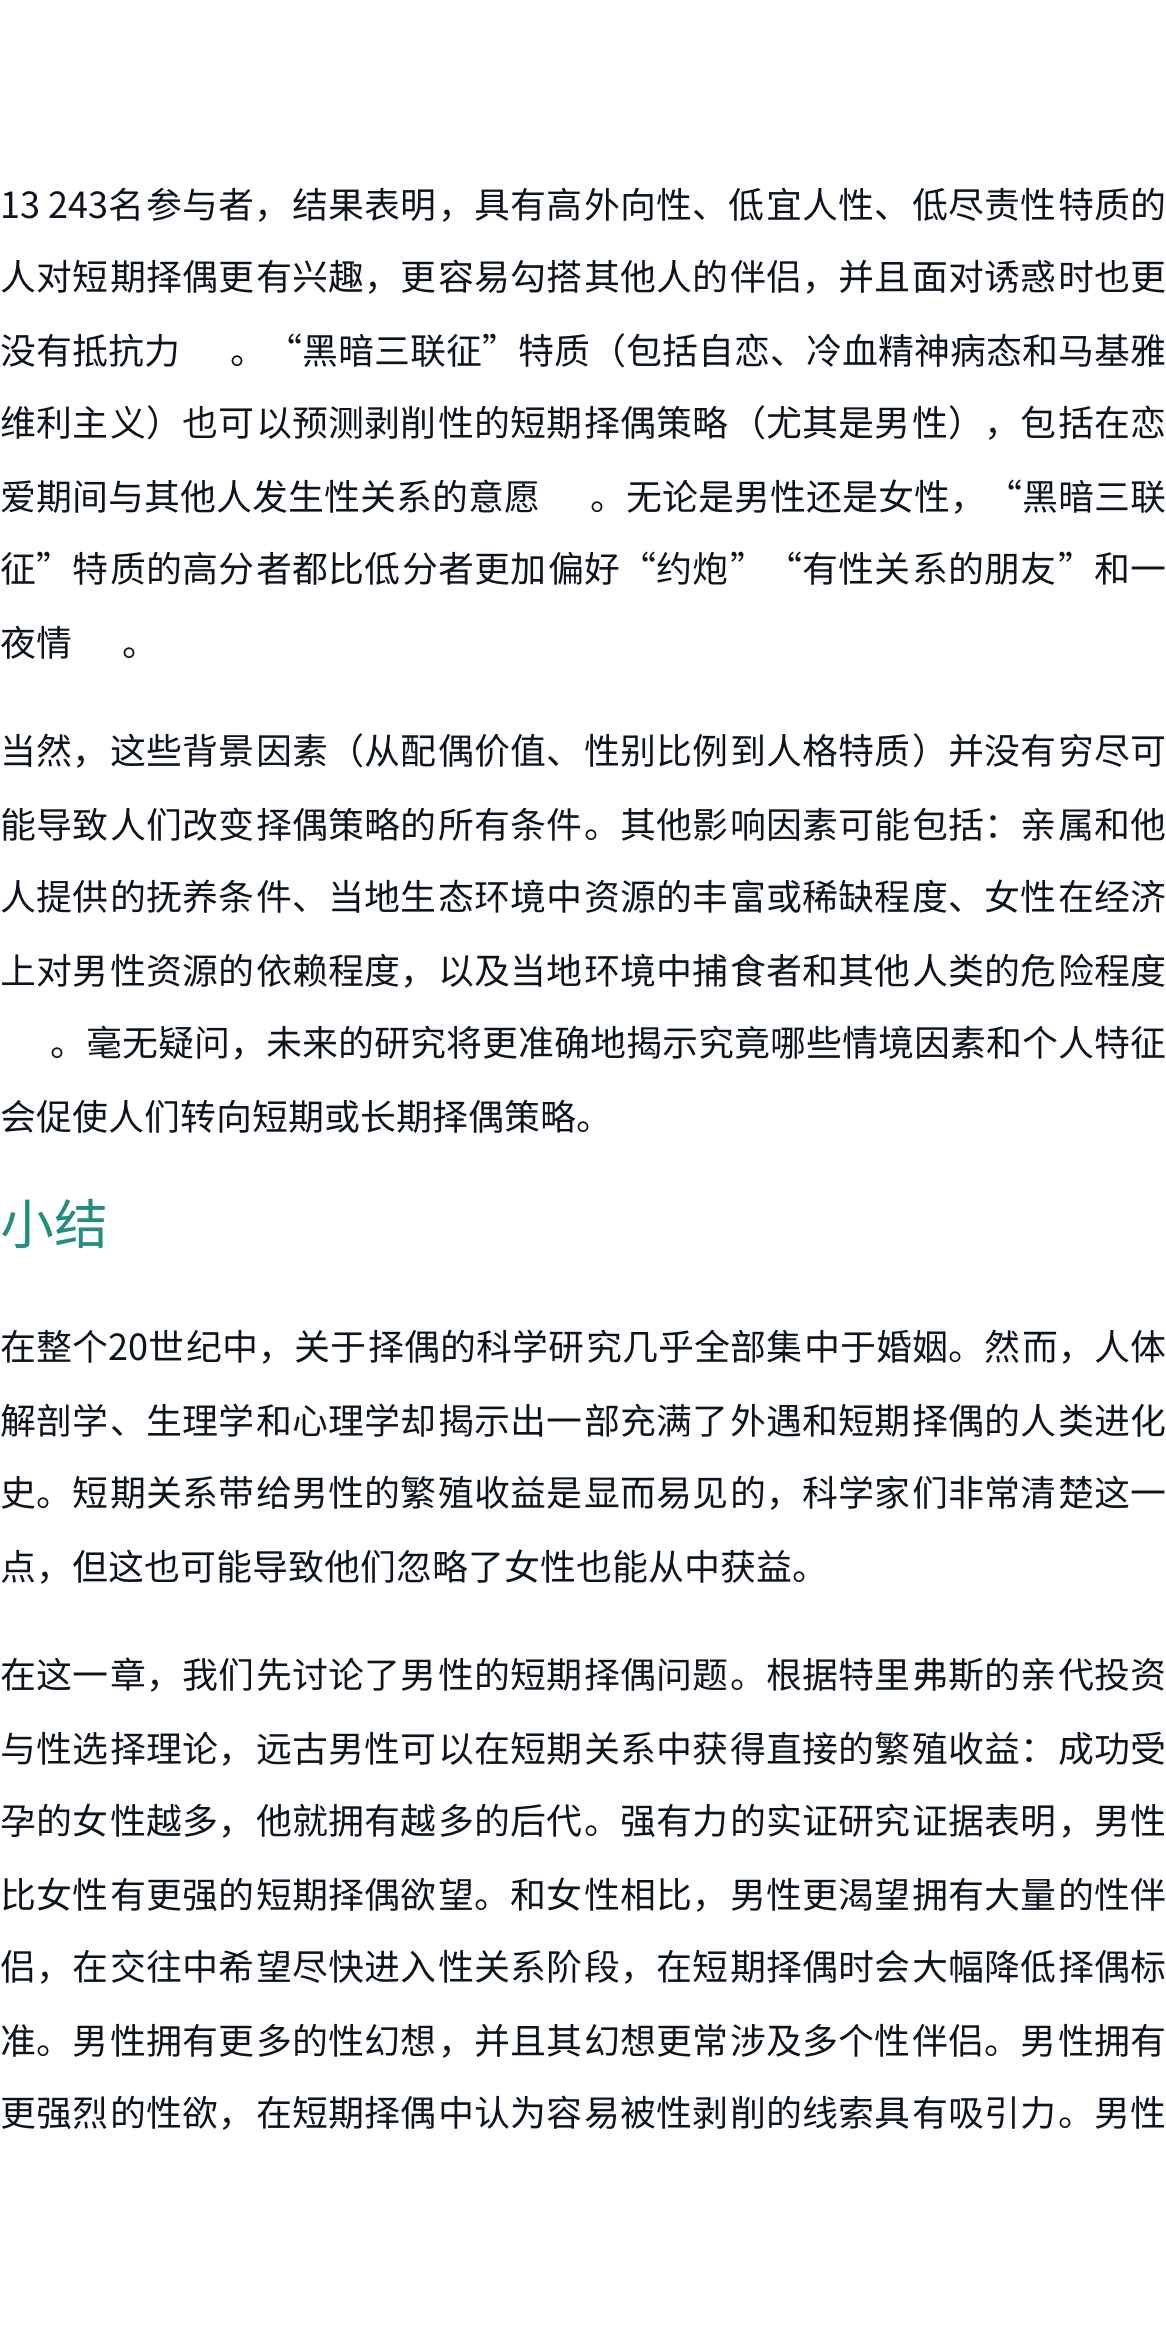 13 243名参与者，结果表明，具有高外向性、低宜人性、低尽责性特质的
人对短期择偶更有兴趣，更容易勾搭其他人的伴侣，并且面对诱惑时也更
没有抵抗力 。“黑暗三联征”特质（包括自恋、冷血精神病态和马基雅
维利主义）也可以预测剥削性的短期择偶策略（尤其是男性），包括在恋
爱期间与其他人发生性关系的意愿 。无论是男性还是女性，“黑暗三联
征”特质的高分者都比低分者更加偏好“约炮”“有性关系的朋友”和一
夜情 。
当然，这些背景因素（从配偶价值、性别比例到人格特质）并没有穷尽可
能导致人们改变择偶策略的所有条件。其他影响因素可能包括：亲属和他
人提供的抚养条件、当地生态环境中资源的丰富或稀缺程度、女性在经济
上对男性资源的依赖程度，以及当地环境中捕食者和其他人类的危险程度
。毫无疑问，未来的研究将更准确地揭示究竟哪些情境因素和个人特征
会促使人们转向短期或长期择偶策略。
小结
在整个20世纪中，关于择偶的科学研究几乎全部集中于婚姻。然而，人体
解剖学、生理学和心理学却揭示出一部充满了外遇和短期择偶的人类进化
史。短期关系带给男性的繁殖收益是显而易见的，科学家们非常清楚这一
点，但这也可能导致他们忽略了女性也能从中获益。
在这一章，我们先讨论了男性的短期择偶问题。根据特里弗斯的亲代投资
与性选择理论，远古男性可以在短期关系中获得直接的繁殖收益：成功受
孕的女性越多，他就拥有越多的后代。强有力的实证研究证据表明，男性
比女性有更强的短期择偶欲望。和女性相比，男性更渴望拥有大量的性伴
侣，在交往中希望尽快进入性关系阶段，在短期择偶时会大幅降低择偶标
准。男性拥有更多的性幻想，并且其幻想更常涉及多个性伴侣。男性拥有
更强烈的性欲，在短期择偶中认为容易被性剥削的线索具有吸引力。男性